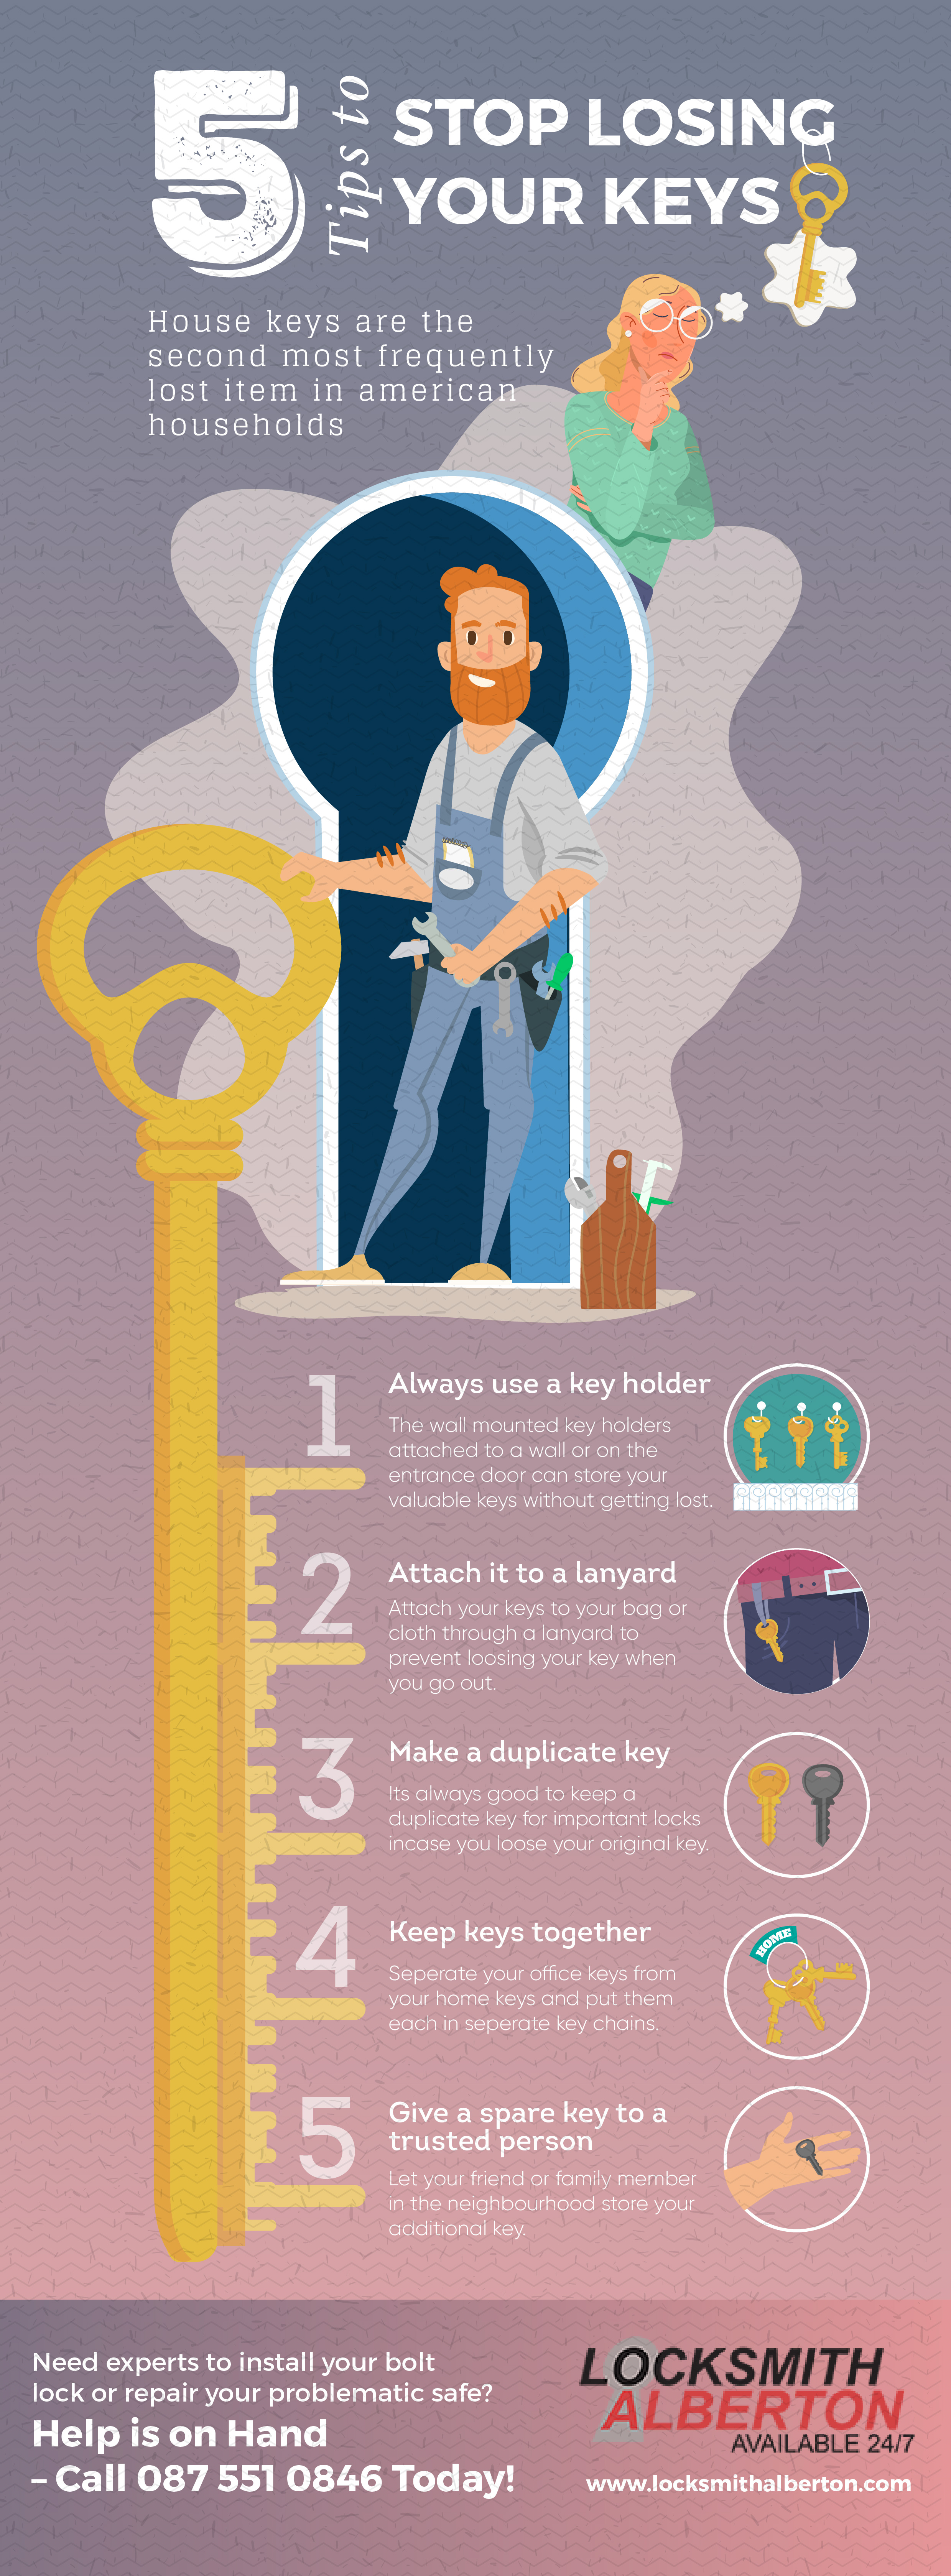 5
Tips to
STOP LOSING
YOUR KEYS
House keys are the
second most frequently
lost item in american
households
1
Always use a key holder
The wall mounted key holders
attached to a wall or on the
entrance door can store your
valuable keys without getting lost.
2
Attach it to a lanyard
Attach your keys to your bag or
cloth through a lanyard to
prevent loosing your key when
you go out.
3
Make a duplicate key
Its always good to keep a
duplicate key for important locks
incase you loose your original key.
4
Keep keys together
Seperate your office keys from
your home keys and put them
each in seperate key chains.
HOME
5
Give a spare key to a
trusted person
Let your friend or family member
in the neighbourhood store your
additional key.
Need experts to install your bolt
lock or repair your problematic safe?
Help is on Hand
– Call 087 551 0846 Today!
LOCKSMITH
ALBERTON
AVAILABLE 24/7
www.locksmithalberton.com